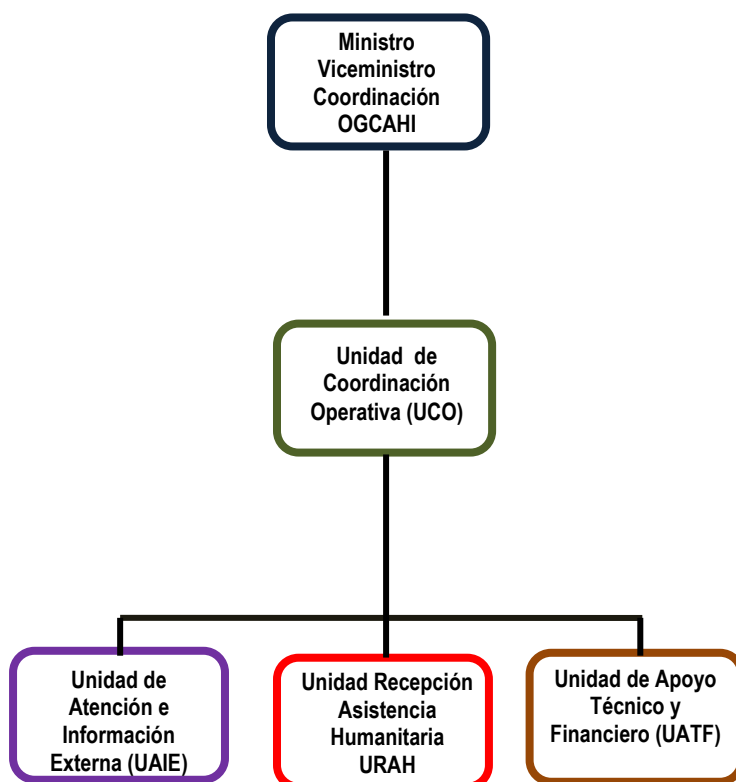 Ministro
Viceministro
Coordinación
OGCAHI
Unidad de
Coordinación
Operativa (UCO)
Unidad de
Atención e
Información
Externa (UAIE)
Unidad Recepción
Asistencia
Humanitaria
URAH
Unidad de Apoyo
Técnico y
Financiero (UATF)